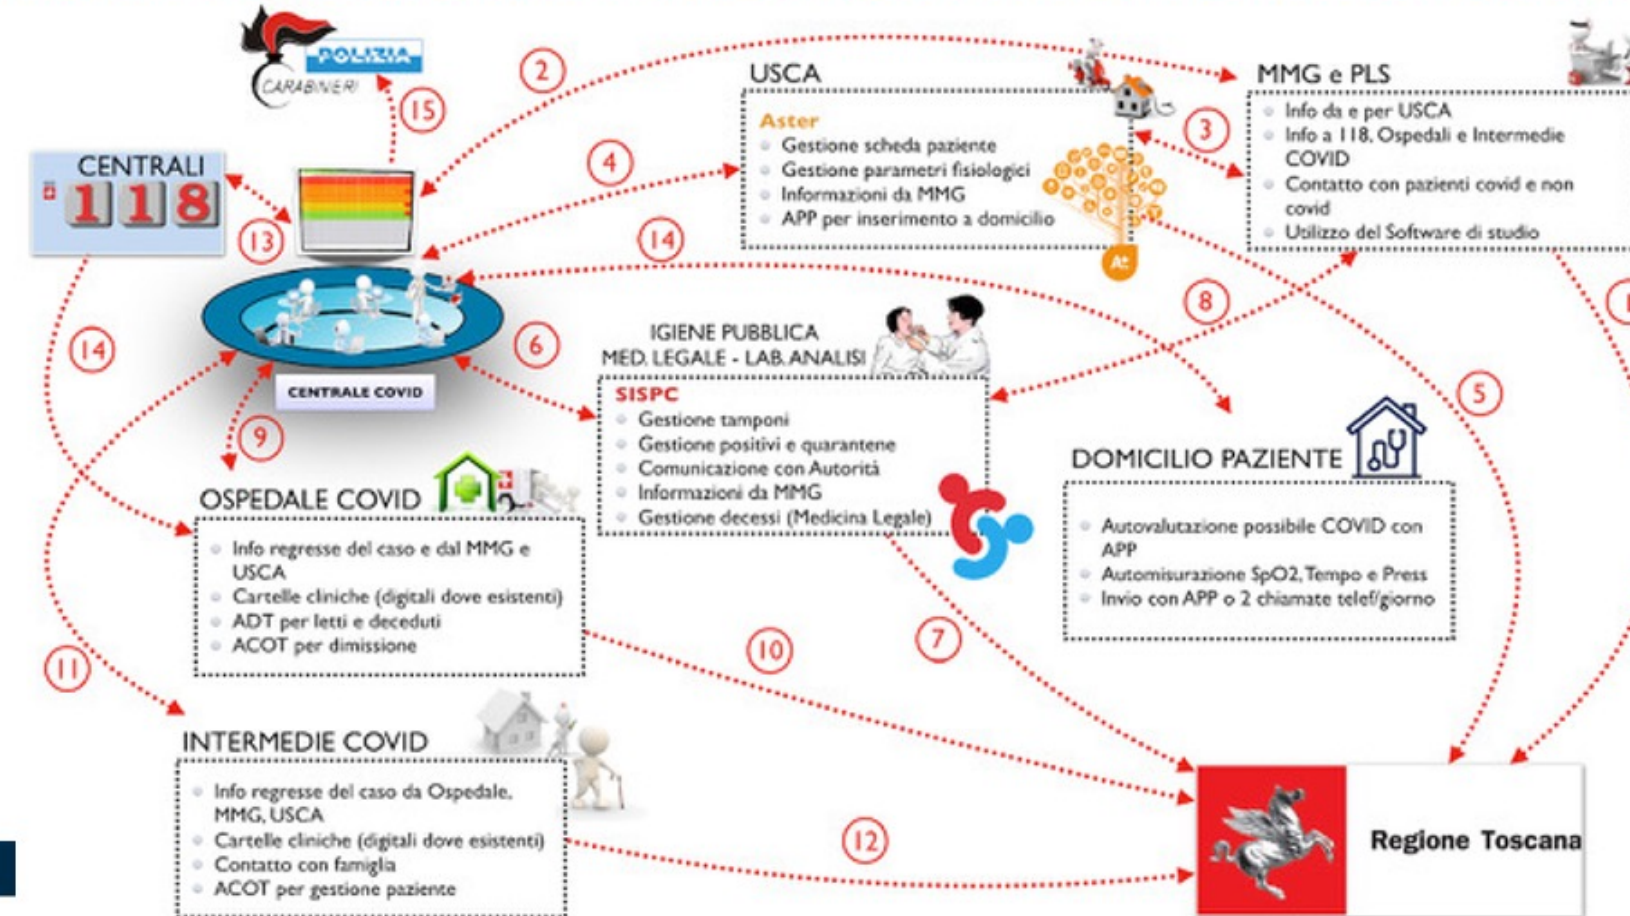 POLIZIA
CARABINIERI
15
2
USCA
MMG e PLS
CENTRALI
118
13
4
3
Aster
Gestione scheda paziente
Gestione parametri fisiologici
Informazioni da MMG
APP per inserimento a domicilio
A+
Info da e per USCA
Info a 118, Ospedali e Intermedie
COVID
Contatto con pazienti covid e non
covid
Utilizzo del Software di studio
14
14
8
6
5
CENTRALE COVID
9
IGIENE PUBBLICA
MED. LEGALE - LAB. ANALISI
SISPC
Gestione tamponi
Gestione positivi e quarantene
Comunicazione con Autorità
Informazioni da MMG
Gestione decessi (Medicina Legale)
DOMICILIO PAZIENTE
Autovalutazione possibile COVID con
APP
Automisurazione SpO2, Tempo e Press
Invio con APP o 2 chiamate telef/giorno
OSPEDALE COVID
Info regresse del caso e dal MMG e
USCA
Cartelle cliniche (digitali dove esistenti)
ADT per letti e deceduti
ACOT per dimissione
11
10
7
INTERMEDIE COVID
Info regresse del caso da Ospedale,
MMG, USCA
Cartelle cliniche (digitali dove esistenti)
Contatto con famiglia
ACOT per gestione paziente
12
Regione Toscana